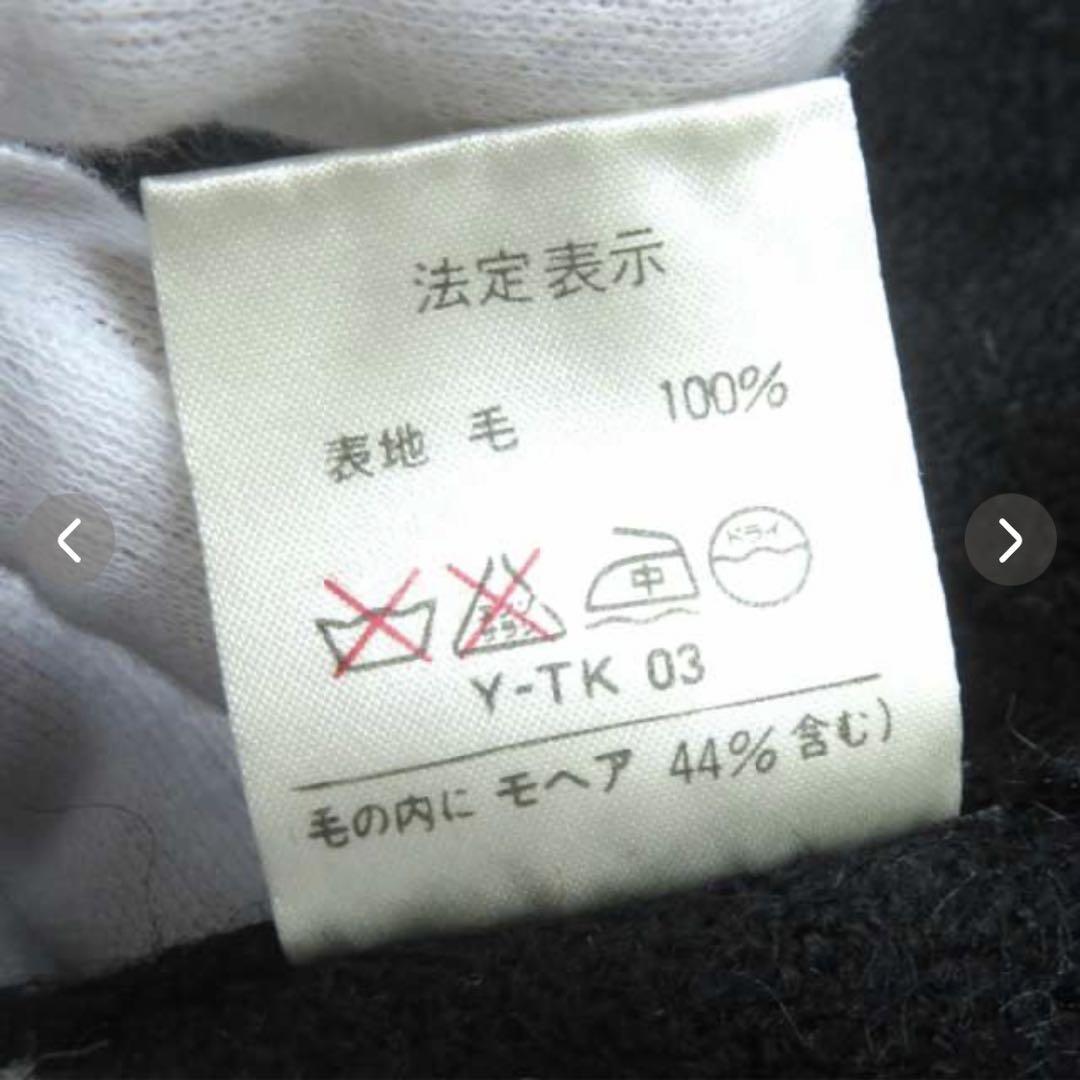 法定表示
表地 毛 100%
中 ドライ
Y-TK 03
毛の内に モヘア 44%含む)